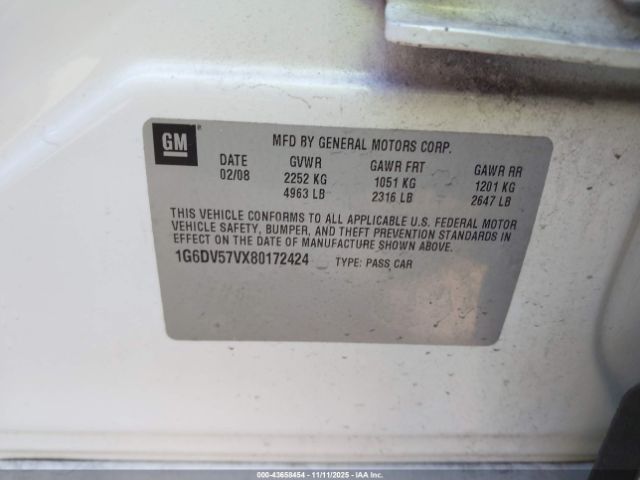 GM
MFD BY GENERAL MOTORS CORP.
DATE GVWR GAWR FRT GAWR RR
02/08 2252 KG 1051 KG 1201 KG
4963 LB 2316 LB 2647 LB
THIS VEHICLE CONFORMS TO ALL APPLICABLE U.S. FEDERAL MOTOR
VEHICLE SAFETY, BUMPER, AND THEFT PREVENTION STANDARDS
IN EFFECT ON THE DATE OF MANUFACTURE SHOWN ABOVE.
1G6DV57VX80172424 TYPE: PASS CAR
000-43658454 - 11/11/2025 - IAA Inc.